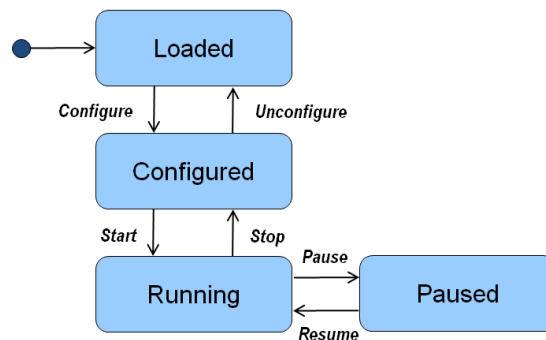 Loaded
Configure
Unconfigure
Configured
Start
Stop
Pause
Running
Paused
Resume